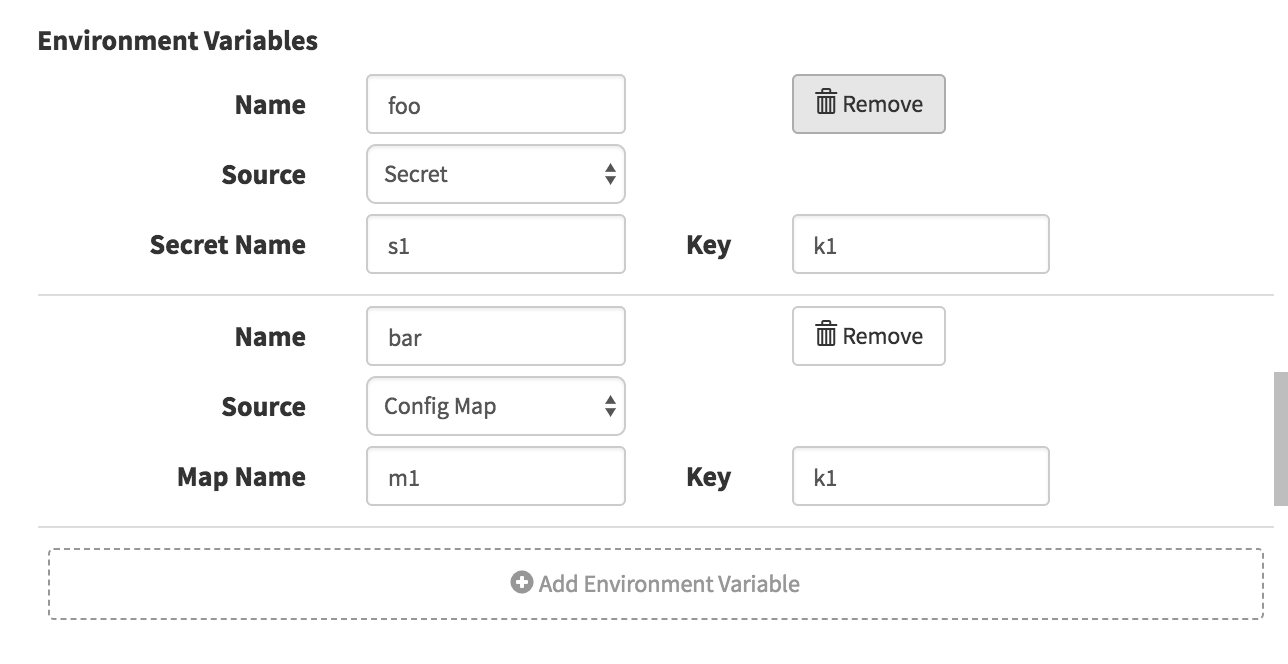 Environment Variables
Name foo Remove
Source Secret
Secret Name s1 Key k1
Name bar Remove
Source Config Map
Map Name m1 Key k1
Add Environment Variable